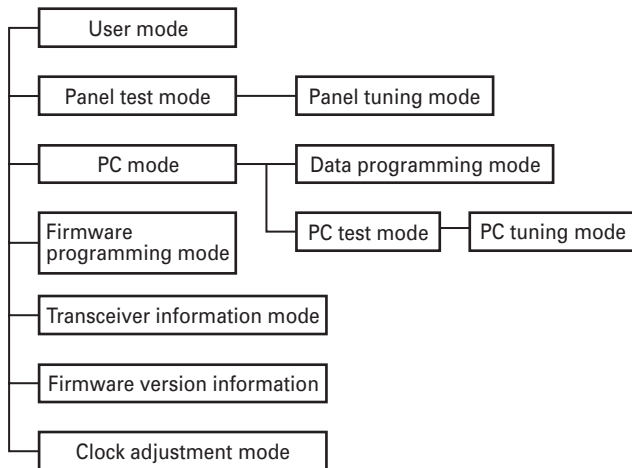 User mode
Panel test mode
Panel tuning mode
PC mode
Data programming mode
PC test mode
PC tuning mode
Firmware
programming mode
Transceiver information mode
Firmware version information
Clock adjustment mode